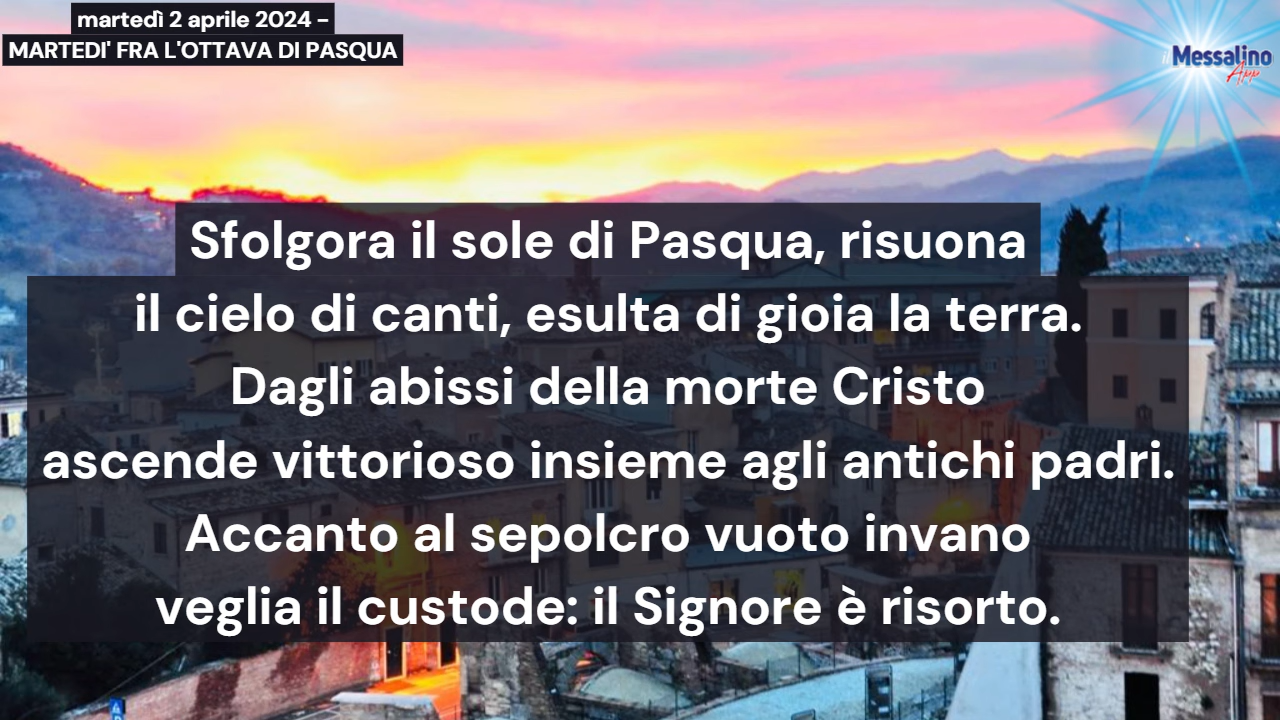 martedì 2 aprile 2024 –
MARTEDI' FRA L'OTTAVA DI PASQUA
il Messalino
App
Sfolgora il sole di Pasqua, risuona
il cielo di canti, esulta di gioia la terra.
Dagli abissi della morte Cristo
ascende vittorioso insieme agli antichi padri.
Accanto al sepolcro vuoto invano
veglia il custode: il Signore è risorto.